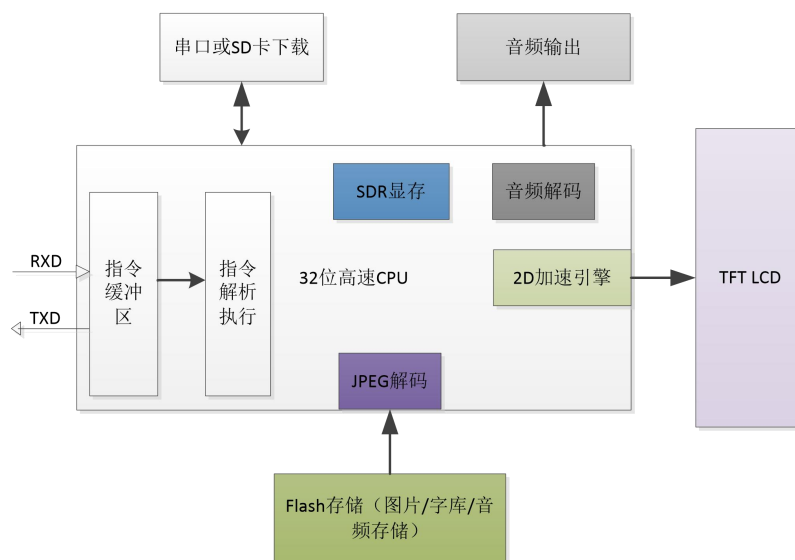 串口或SD卡下载
音频输出
SDR显存
音频解码
RXD
指令
缓冲
区
指令
解析
执行
32位高速CPU
2D加速引擎
TFT LCD
TXD
JPEG解码
Flash存储（图片/字库/音
频存储）